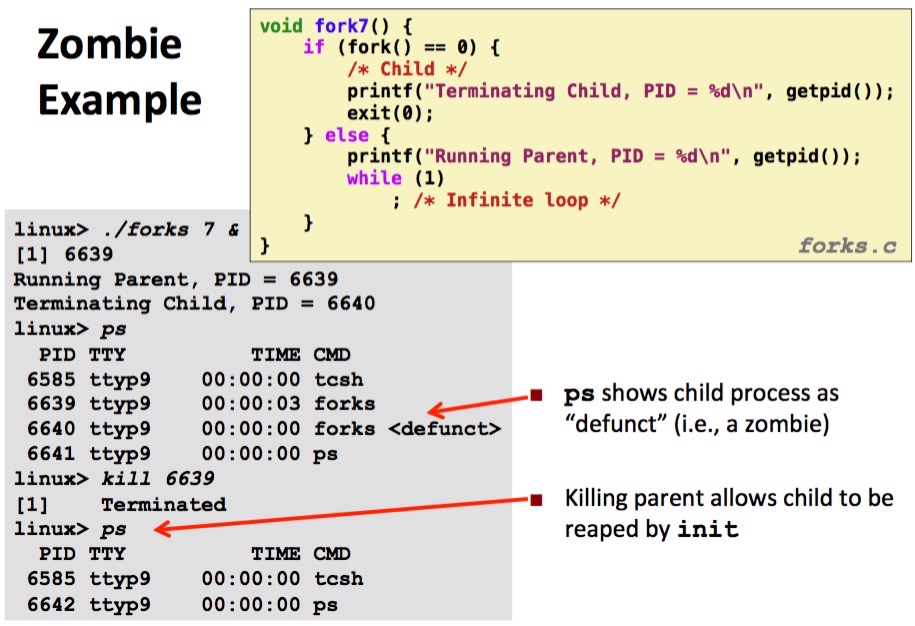 Zombie
Example
void fork7() {
    if (fork() == 0) {
        /* Child */
        printf("Terminating Child, PID = %d\n", getpid());
        exit(0);
    } else {
        printf("Running Parent, PID = %d\n", getpid());
        while (1)
            ; /* Infinite loop */
    }
}
forks.c
linux> ./forks 7 &
[1] 6639
Running Parent, PID = 6639
Terminating Child, PID = 6640
linux> ps
  PID TTY          TIME CMD
 6585 ttyp9    00:00:00 tcsh
 6639 ttyp9    00:00:03 forks
 6640 ttyp9    00:00:00 forks <defunct>
 6641 ttyp9    00:00:00 ps
linux> kill 6639
[1]    Terminated
linux> ps
  PID TTY          TIME CMD
 6585 ttyp9    00:00:00 tcsh
 6642 ttyp9    00:00:00 ps
ps shows child process as
“defunct” (i.e., a zombie)
Killing parent allows child to be
reaped by init